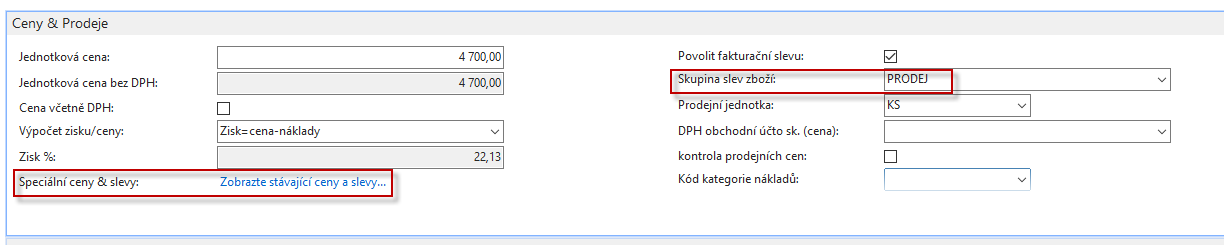 Ceny & Prodeje
Jednotková cena: 4 700,00
Jednotková cena bez DPH: 4 700,00
Cena včetně DPH:
Výpočet zisku/ceny: Zisk=cena-náklady
Zisk %: 22,13
Speciální ceny & slevy: Zobrazte stávající ceny a slevy...
Povolit fakturační slevu:
Skupina slev zboží: PRODEJ
Prodejní jednotka: KS
DPH obchodní účto sk. (cena):
kontrola prodejních cen:
Kód kategorie nákladů: